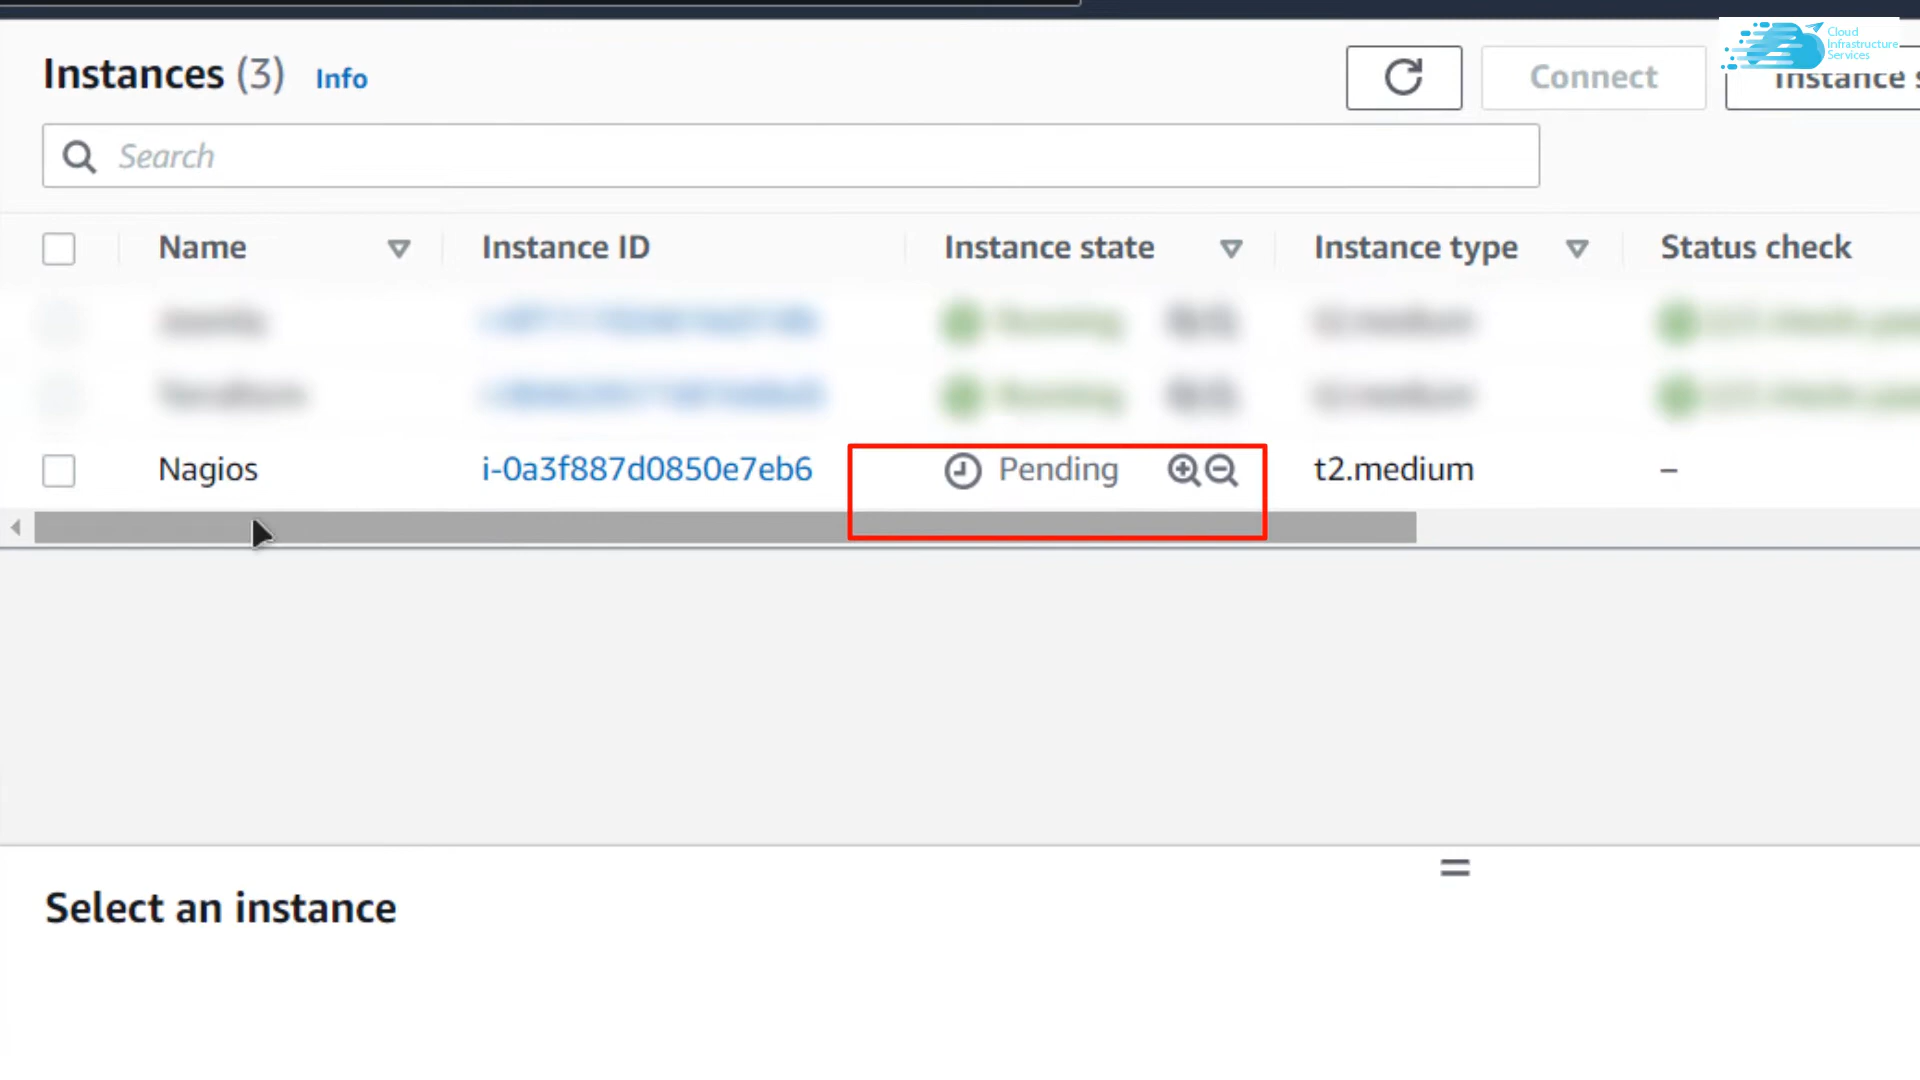 Instances (3) Info
Connect
Instance s
Cloud
Infrastructure
Services
Search
Name Instance ID Instance state Instance type Status check
Nagios i-0a3f887d0850e7eb6 Pending t2.medium –
Select an instance